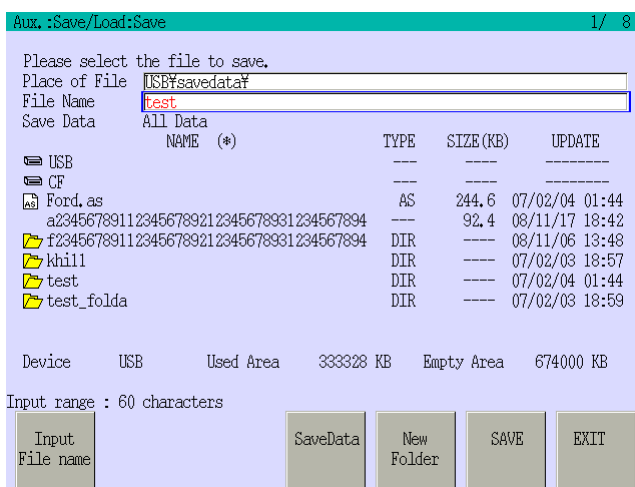 Aux.:Save/Load:Save 1/ 8
Please select the file to save.
Place of File USB¥savedata¥
File Name test
Save Data All Data
NAME (*) TYPE SIZE(KB) UPDATE
USB --- ---- --------
CF --- ---- --------
AS Ford.as AS 244.6 07/02/04 01:44
a234567891123456789212345678931234567894 --- 92.4 08/11/17 18:42
f234567891123456789212345678931234567894 DIR ---- 08/11/06 13:48
khi11 DIR ---- 07/02/03 18:57
test DIR ---- 07/02/04 01:44
test_folda DIR ---- 07/02/03 18:59
Device USB Used Area 333328 KB Empty Area 674000 KB
Input range : 60 characters
Input File name
SaveData
New Folder
SAVE
EXIT